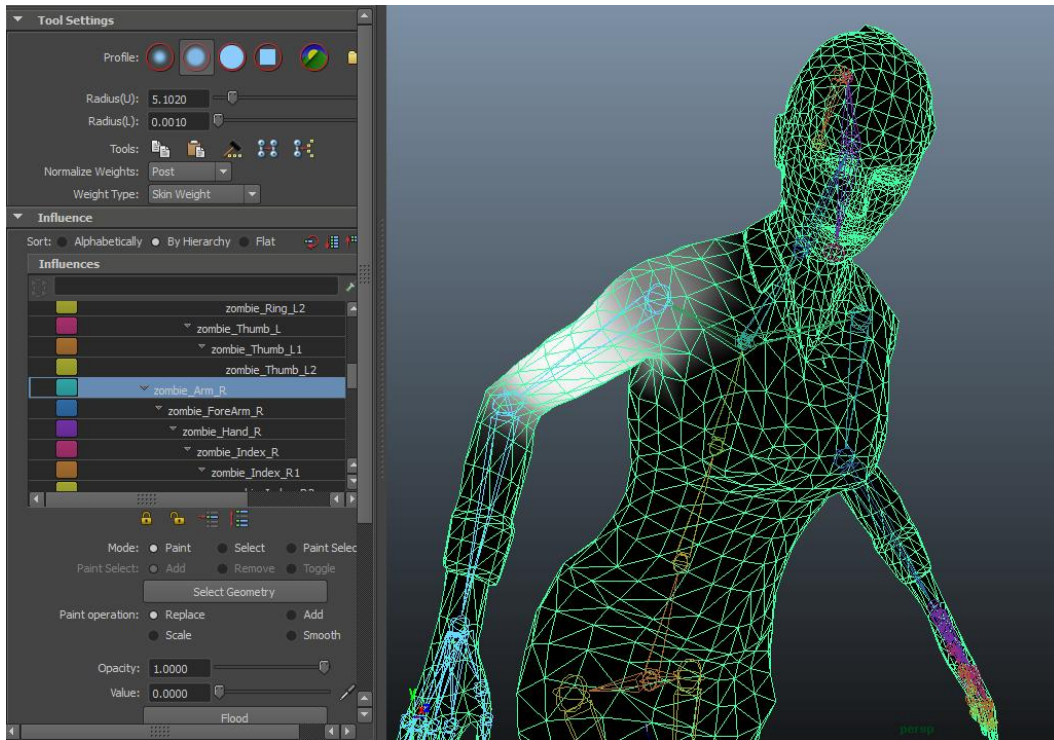 Tool Settings
Profile:
Radius(U): 5.1020
Radius(L): 0.0010
Tools:
Normalize Weights: Post
Weight Type: Skin Weight
Influence
Sort: Alphabetically By Hierarchy Flat
Influences
zombie_Ring_L2
zombie_Thumb_L
zombie_Thumb_L1
zombie_Thumb_L2
zombie_Arm_R
zombie_ForeArm_R
zombie_Hand_R
zombie_Index_R
zombie_Index_R1
Mode: Paint Select Paint Selec
Paint Select: Add Remove Toggle
Select Geometry
Paint operation: Replace Add
Scale Smooth
Opacity: 1.0000
Value: 0.0000
Flood
persp